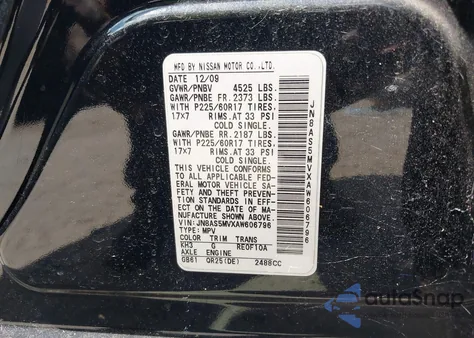 MFD BY NISSAN MOTOR CO.,LTD.
DATE 12/09
GVWR/PNBV 4525 LBS.
GAWR/PNBE FR. 2373 LBS.
WITH P225/60R17 TIRES.
17x7 RIMS.AT 33 PSI
COLD SINGLE.
GAWR/PNBE RR.2187 LBS.
WITH P225/60R17 TIRES.
17x7 RIMS.AT 33 PSI
COLD SINGLE.
THIS VEHICLE CONFORMS
TO ALL APPLICABLE FED-
ERAL MOTOR VEHICLE SA-
FETY AND THEFT PREVENTION
STANDARDS IN
EFFECT ON THE DATE OF MA-
NUFACTURE SHOWN ABOVE.
VIN:JN8AS5MVXAW606796
TYPE: MPV
COLOR TRIM TRANS
KH3 G RE0F10A
AXLE ENGINE
GB61 QR25(DE) 2488CC
JN8AS5MVXAW606796
autoSnap